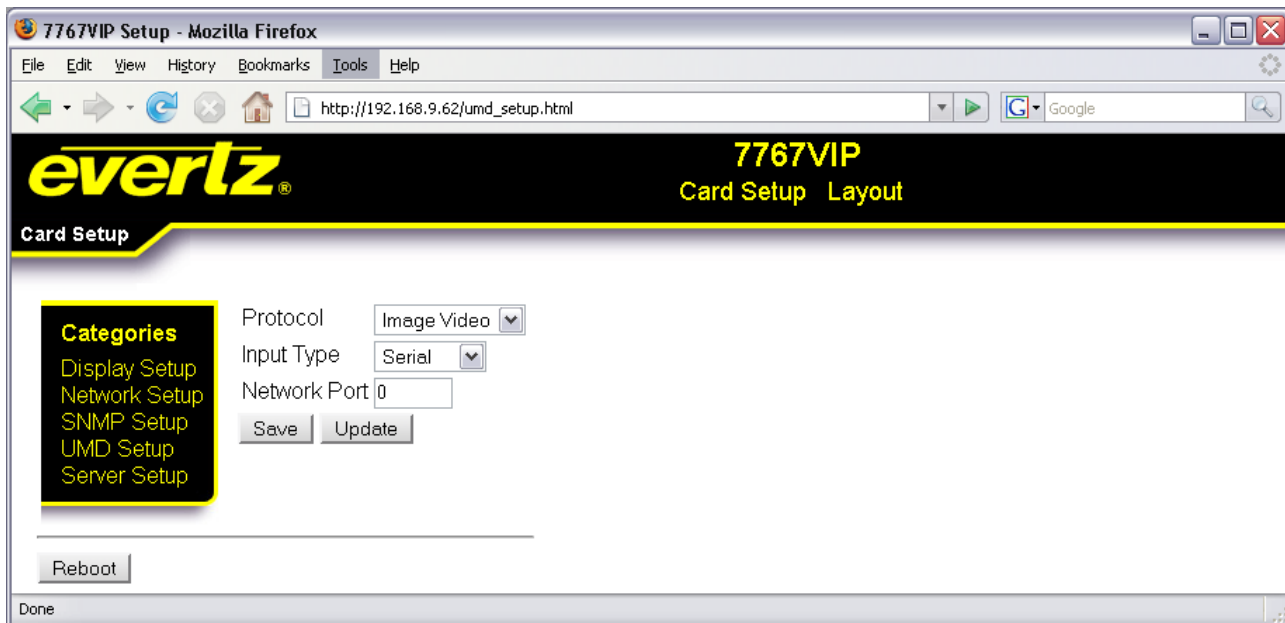 7767VIP Setup - Mozilla Firefox
File Edit View History Bookmarks Tools Help
http://192.168.9.62/umd_setup.html
G Google
evertz®
7767VIP
Card Setup Layout
Card Setup
Categories
Display Setup
Network Setup
SNMP Setup
UMD Setup
Server Setup
Protocol Image Video
Input Type Serial
Network Port 0
Save Update
Reboot
Done